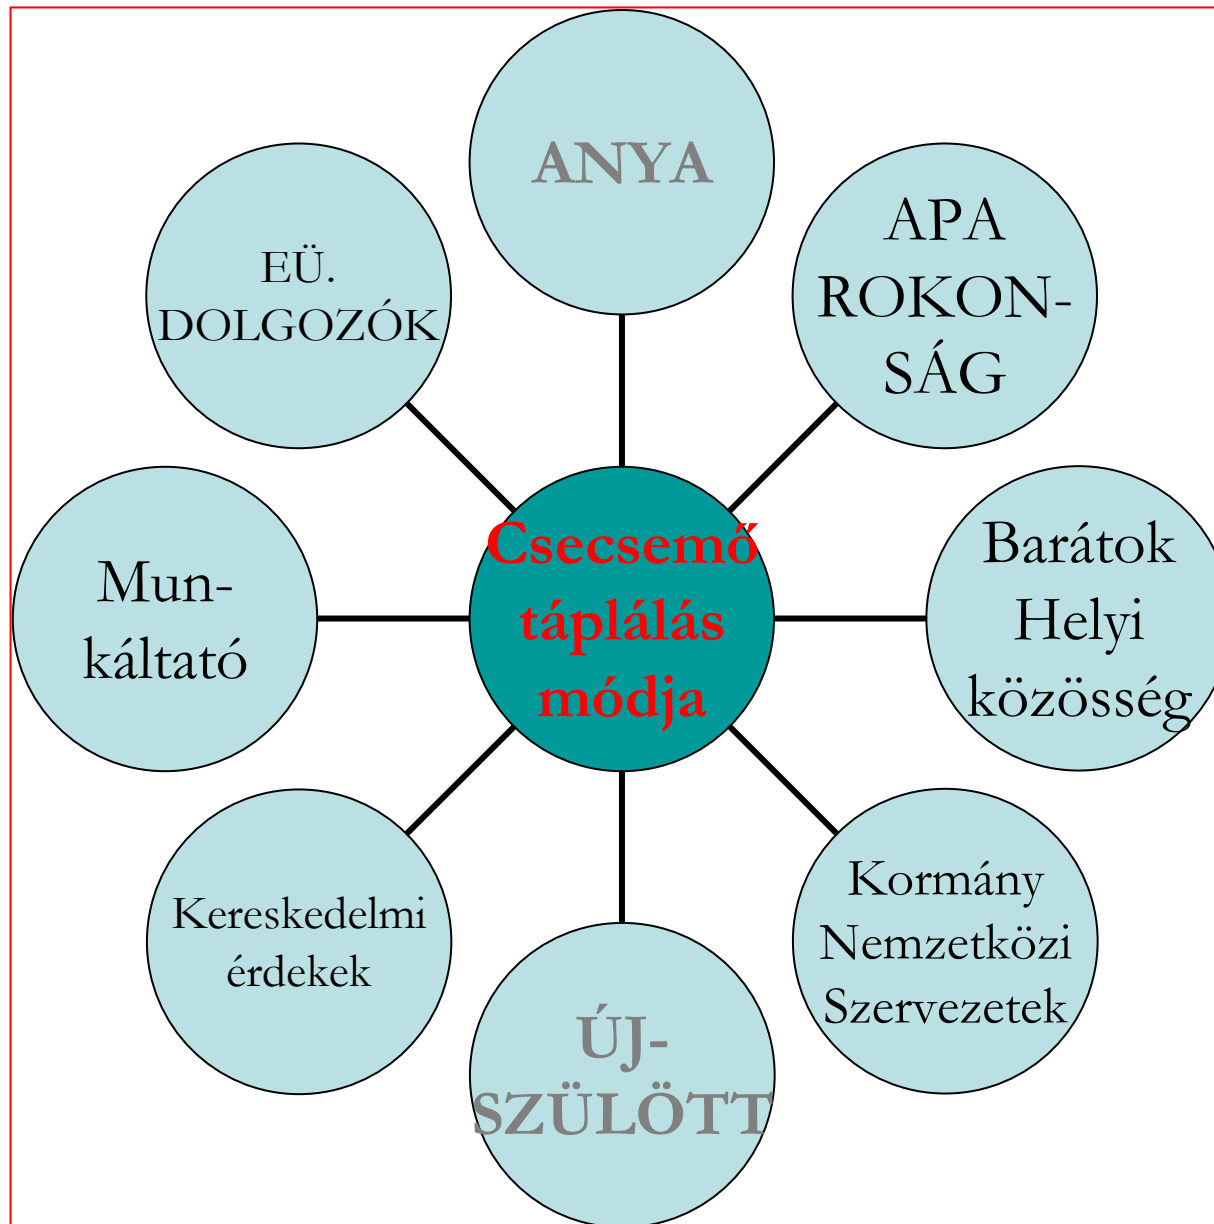 ANYA
APA
ROKON-
SÁG
EÜ.
DOLGOZÓK
Csecsemő
táplálás
módja
Barátok
Helyi
közösség
Mun-
káltató
Kormány
Nemzetközi
Szervezetek
Kereskedelmi
érdekek
ÚJ-
SZÜLÖTT